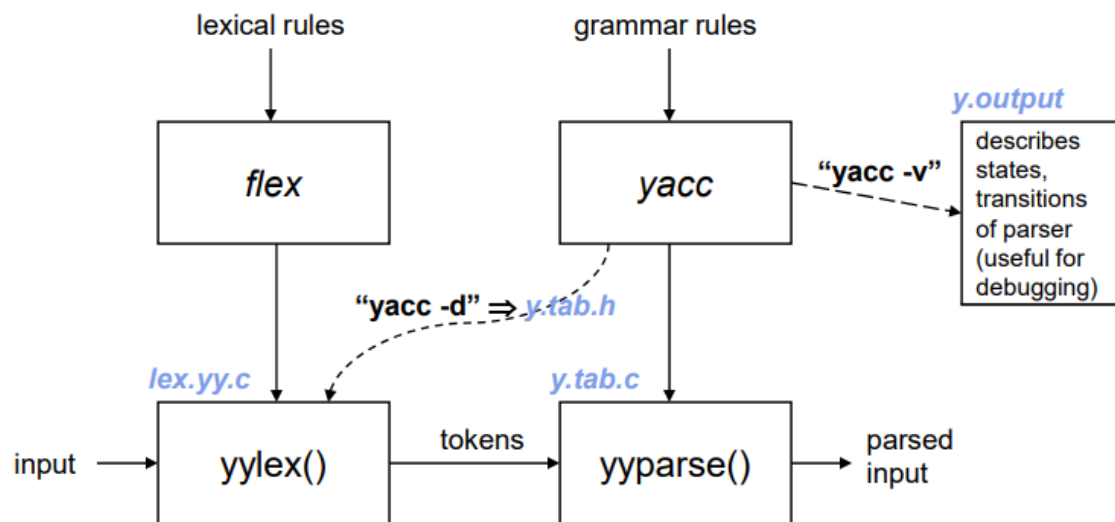 lexical rules
grammar rules
y.output
flex
yacc
“yacc -v”
describes
states,
transitions
of parser
(useful for
debugging)
“yacc -d” ⇒ y.tab.h
lex.yy.c
y.tab.c
input
yylex()
tokens
yyparse()
parsed
input